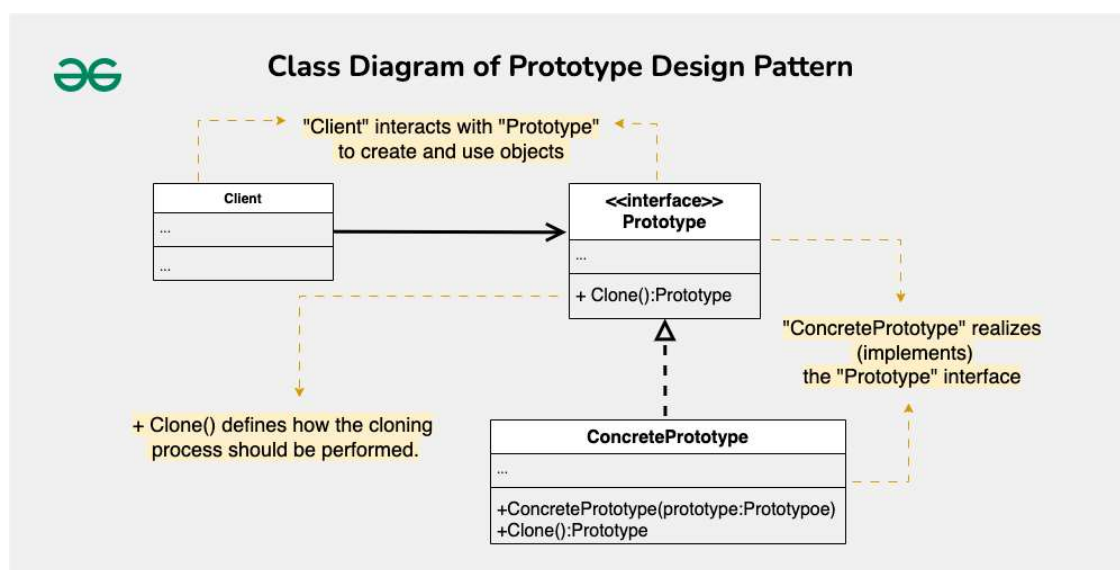 Class Diagram of Prototype Design Pattern
"Client" interacts with "Prototype"
to create and use objects
Client
...
...
<<interface>>
Prototype
...
+ Clone():Prototype
"ConcretePrototype" realizes
(implements)
the "Prototype" interface
+ Clone() defines how the cloning
process should be performed.
ConcretePrototype
...
+ConcretePrototype(prototype:Prototypoe)
+Clone():Prototype